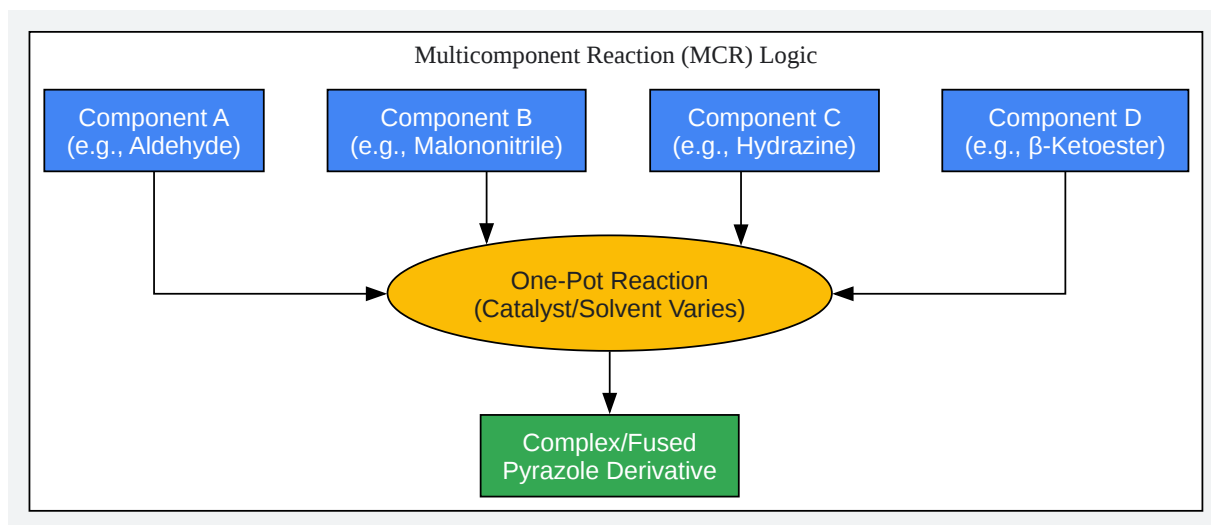 Multicomponent Reaction (MCR) Logic
Component A
(e.g., Aldehyde)
Component B
(e.g., Malononitrile)
Component C
(e.g., Hydrazine)
Component D
(e.g., β-Ketoester)
One-Pot Reaction
(Catalyst/Solvent Varies)
Complex/Fused
Pyrazole Derivative